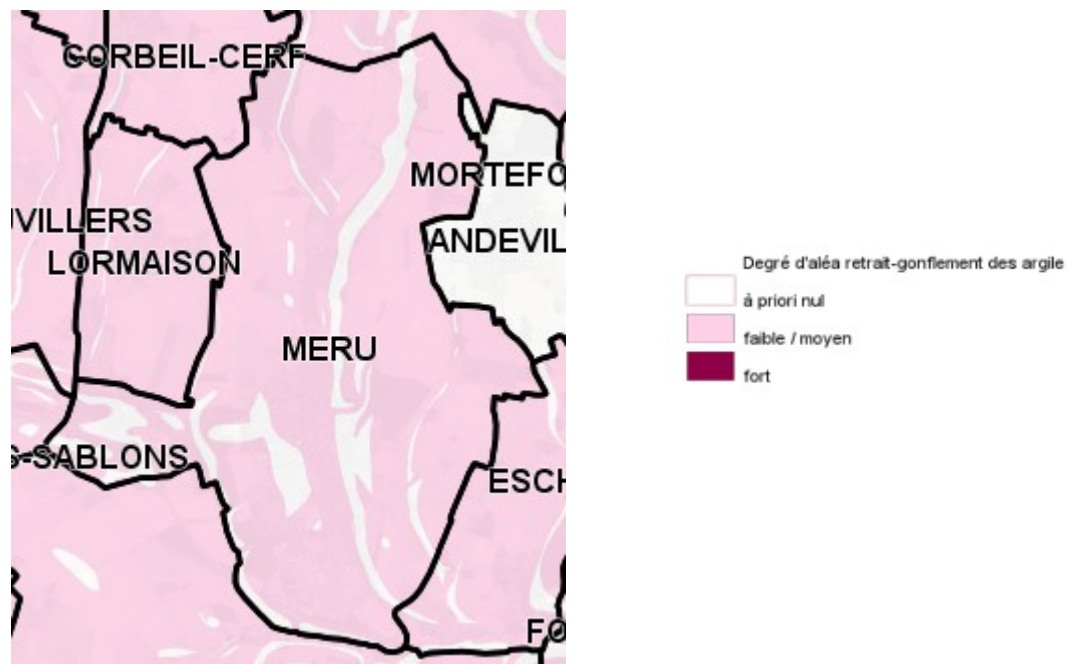 CORBEIL-CERF
MORTEFO
UVILLERS
ANDEVIL
LORMAISON
MERU
S-SABLONS
ESCH
FO
Degré d'aléa retrait-gonflement des argile
à priori nul
faible / moyen
fort